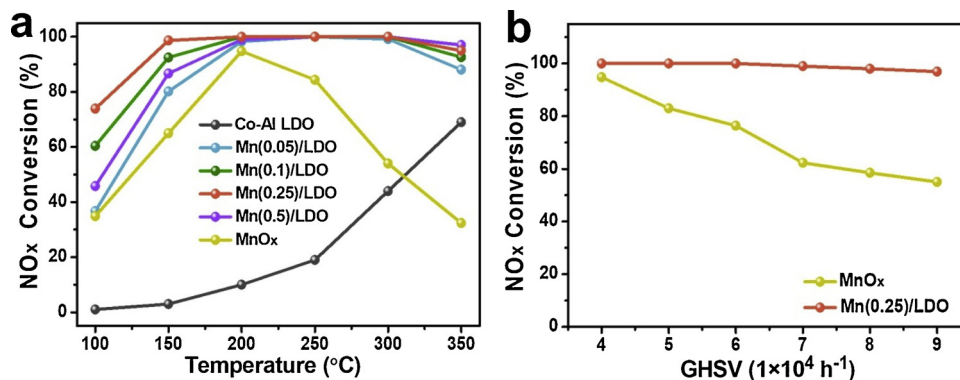 a
NOx Conversion (%)
100
80
60
40
20
0
Co-Al LDO
Mn(0.05)/LDO
Mn(0.1)/LDO
Mn(0.25)/LDO
Mn(0.5)/LDO
MnOx
100 150 200 250 300 350
Temperature (°C)
b
NOx Conversion (%)
100
80
60
40
20
0
MnOx
Mn(0.25)/LDO
4 5 6 7 8 9
GHSV (1×10⁴ h⁻¹)